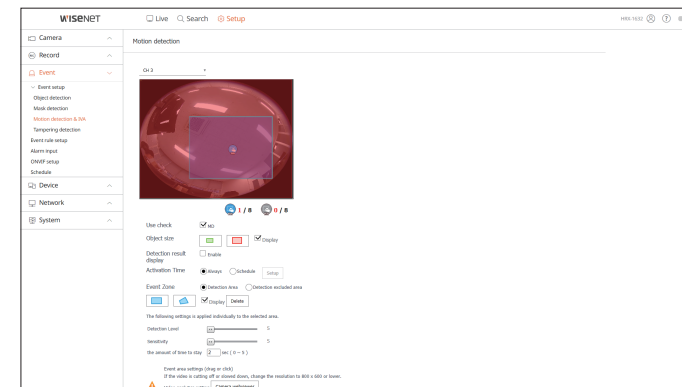 WISENET
Live Search Setup
HRX-1632
Camera
Motion detection
Record
Event
CH 3
Event setup
Object detection
Mask detection
Motion detection & IVA
Tampering detection
Event rule setup
Alarm input
ONVIF setup
Schedule
Device
Network
System
1 / 8 0 / 8
Use check MD
Object size Display
Detection result
display
Enable
Activation Time Always Schedule Setup
Event Zone Detection Area Detection excluded area
Display Delete
The following settings is applied individually to the selected area.
Detection Level 5
Sensitivity 5
the amount of time to stay 2 sec ( 0 ~ 5 )
Event area settings (drag or click)
If the video is cutting off or slowed down, change the resolution to 800 x 600 or lower.